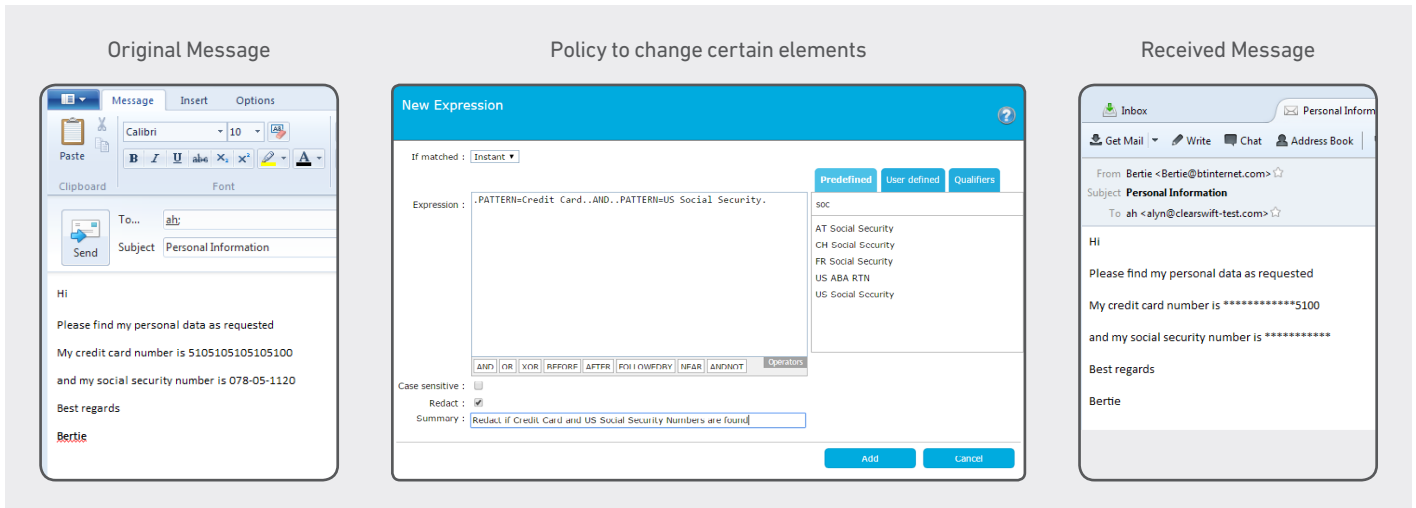 Original Message
Policy to change certain elements
Received Message
Message Insert Options
Paste
Calibri 10
B I U abc X₂ x² A
Clipboard Font
Send
To... ah;
Subject Personal Information
Hi
Please find my personal data as requested
My credit card number is 5105105105105100
and my social security number is 078-05-1120
Best regards
Bertie
New Expression
?
If matched : Instant
Predefined User defined Qualifiers
Expression : .PATTERN=Credit Card..AND..PATTERN=US Social Security.
soc
AT Social Security
CH Social Security
FR Social Security
US ABA RTN
US Social Security
AND OR XOR BEFORE AFTER FOLLOWEDBY NEAR ANDNOT Operators
Case sensitive :
Redact :
Summary : Redact if Credit Card and US Social Security Numbers are found
Add Cancel
Inbox Personal Inform
Get Mail Write Chat Address Book
From Bertie <Bertie@btinternet.com>
Subject Personal Information
To ah <alyn@clearswift-test.com>
Hi
Please find my personal data as requested
My credit card number is ************5100
and my social security number is ***********
Best regards
Bertie